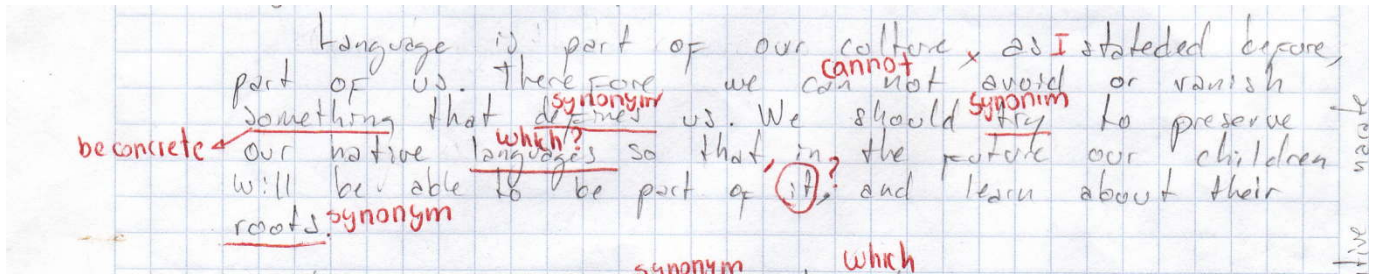 Language is part of our culture, as I stateded before,
cannot
part of us. Therefore we can not avoid or vanish
synonym synonim
something that defines us. We should try to preserve
be concrete which?
our native languages so that, in the future our children
will be able to be part of it, and learn about their
?
roots. synonym
synonym which